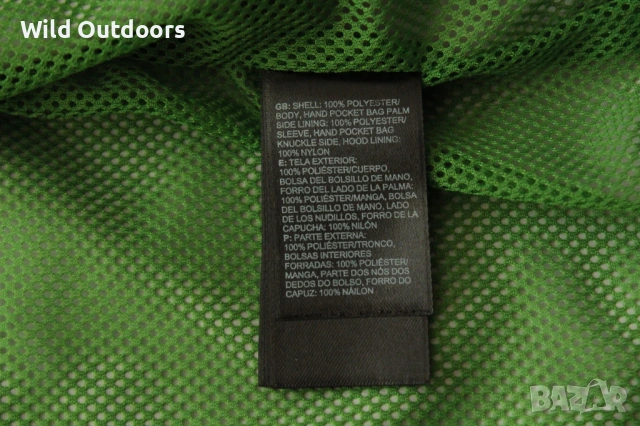 Wild Outdoors
GB: SHELL: 100% POLYESTER/
BODY, HAND POCKET BAG PALM
SIDE LINING: 100% POLYESTER/
SLEEVE, HAND POCKET BAG
KNUCKLE SIDE, HOOD LINING:
100% NYLON
E: TELA EXTERIOR:
100% POLIÉSTER/CUERPO,
BOLSA DEL BOLSILLO DE MANO,
FORRO DEL LADO DE LA PALMA:
100% POLIÉSTER/MANGA, BOLSA
DEL BOLSILLO DE MANO, LADO
DE LOS NUDILLOS, FORRO DE LA
CAPUCHA: 100% NILÓN
P: PARTE EXTERNA:
100% POLIÉSTER/TRONCO,
BOLSAS INTERIORES
FORRADAS: 100% POLIÉSTER/
MANGA, PARTE DOS NÓS DOS
DEDOS DO BOLSO, FORRO DO
CAPUZ: 100% NÁILON
BAZAR